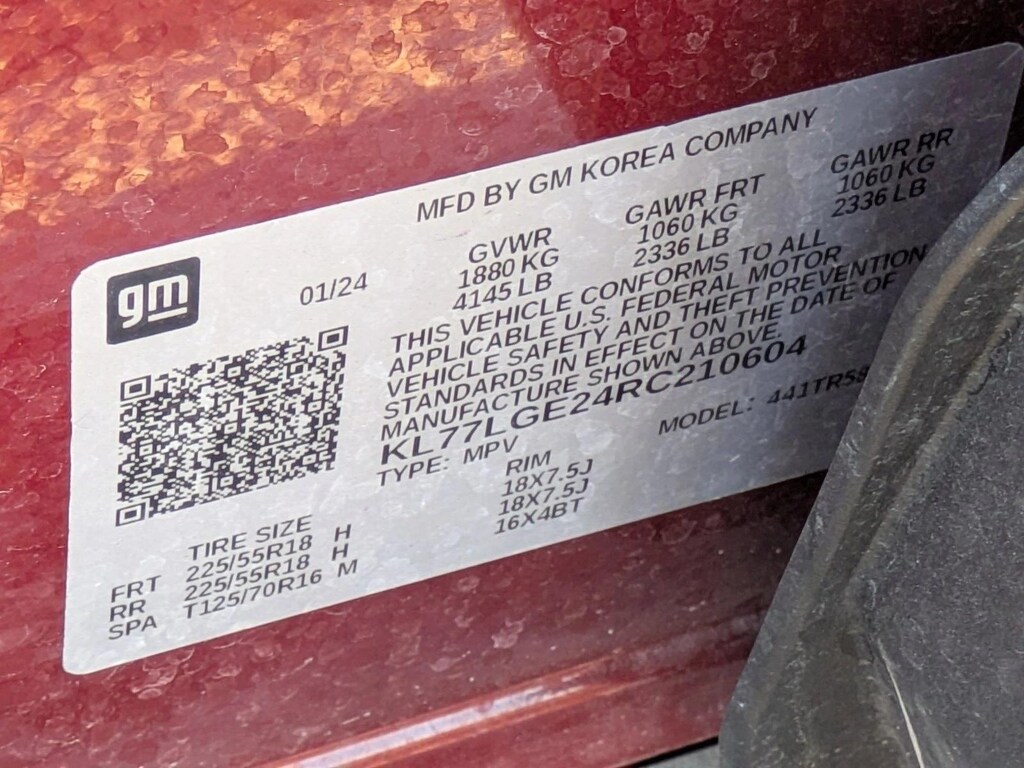 MFD BY GM KOREA COMPANY
gm
01/24
GVWR GAWR FRT GAWR RR
1880 KG 1060 KG 1060 KG
4145 LB 2336 LB 2336 LB
THIS VEHICLE CONFORMS TO ALL
APPLICABLE U.S. FEDERAL MOTOR
VEHICLE SAFETY AND THEFT PREVENTION
STANDARDS IN EFFECT ON THE DATE OF
MANUFACTURE SHOWN ABOVE.
KL77LGE24RC210604
TYPE: MPV MODEL:
TIRE SIZE RIM
FRT 225/55R18 H 18X7.5J
RR 225/55R18 H 18X7.5J
SPA T125/70R16 M 16X4BT